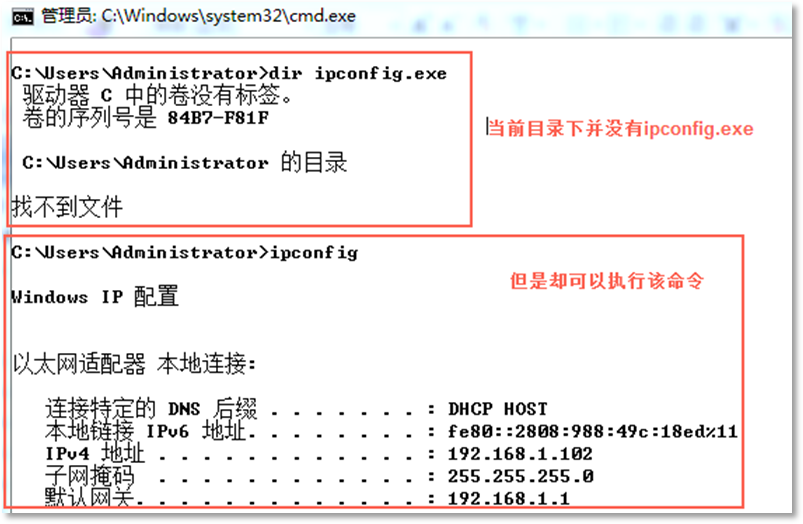 管理员: C:\Windows\system32\cmd.exe
C:\Users\Administrator>dir ipconfig.exe
驱动器 C 中的卷没有标签。
卷的序列号是 84B7-F81F
当前目录下并没有ipconfig.exe
C:\Users\Administrator 的目录
找不到文件
C:\Users\Administrator>ipconfig
但是却可以执行该命令
Windows IP 配置
以太网适配器 本地连接:
连接特定的 DNS 后缀 . . . . . . . : DHCP HOST
本地链接 IPv6 地址. . . . . . . . : fe80::2808:988:49c:18ed%11
IPv4 地址 . . . . . . . . . . . . : 192.168.1.102
子网掩码 . . . . . . . . . . . . : 255.255.255.0
默认网关. . . . . . . . . . . . . : 192.168.1.1